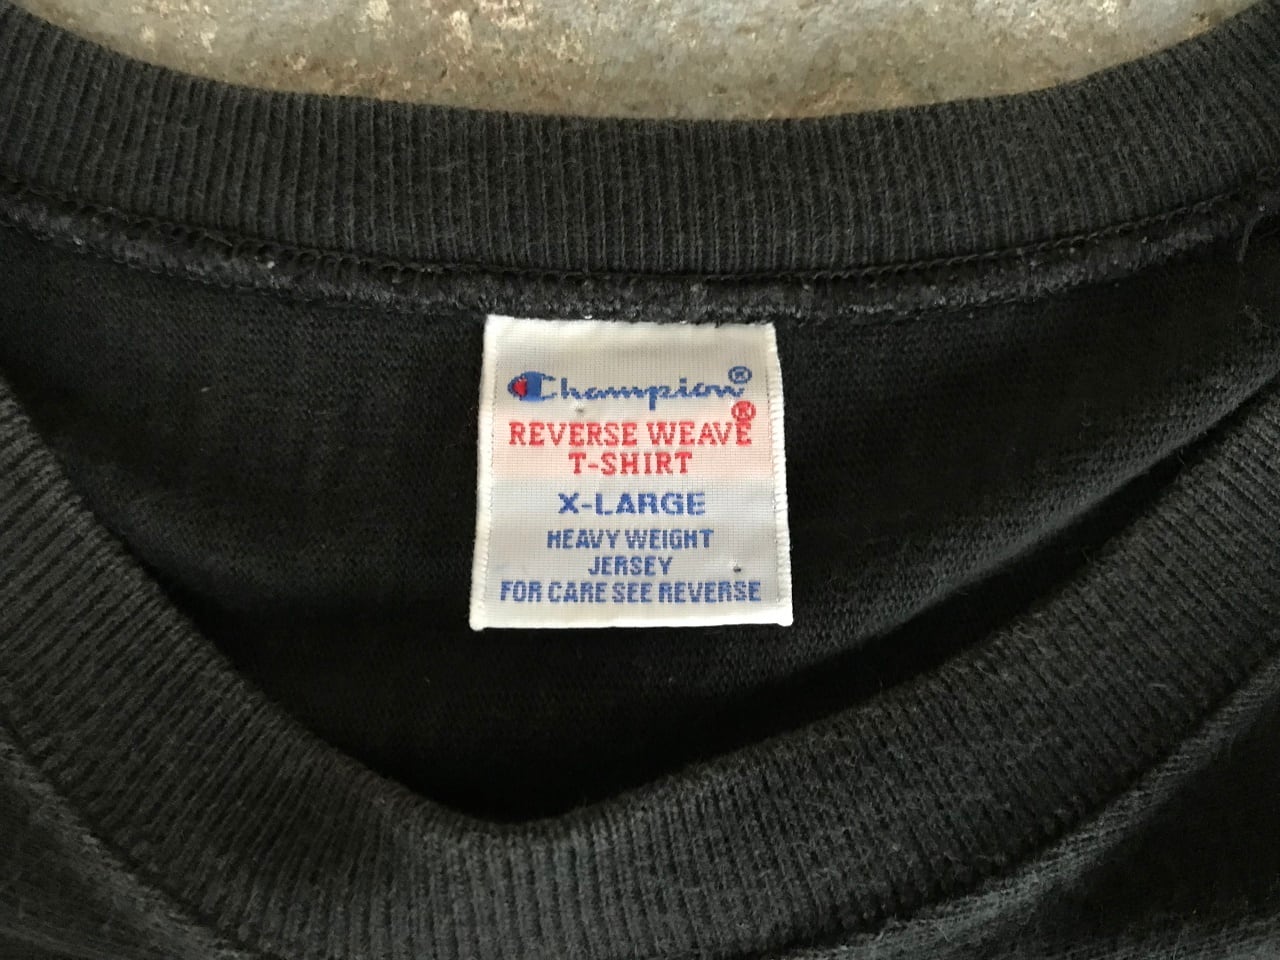 Champion®
REVERSE WEAVE®
T-SHIRT
X-LARGE
HEAVY WEIGHT
JERSEY
FOR CARE SEE REVERSE